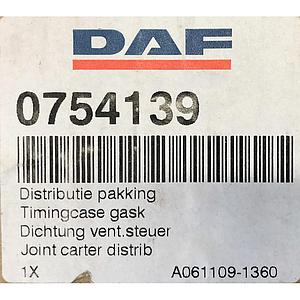 DAF
0754139
Distributie pakking
Timingcase gask
Dichtung vent.steuer
Joint carter distrib
1X A061109-1360